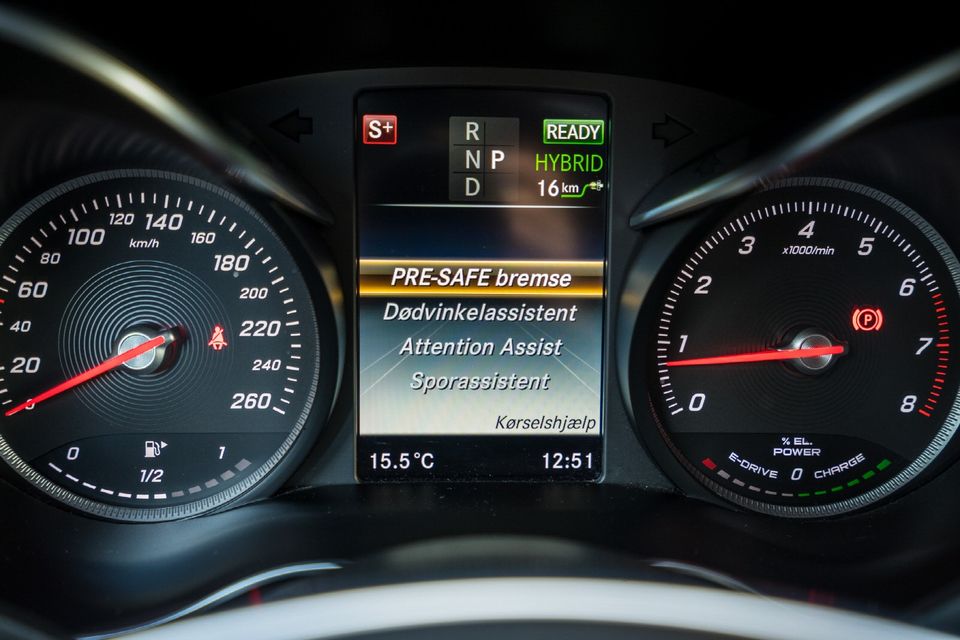 120 140
100 160
80 km/h 180
60 200
40 220
20 240
0 260
0 1
1/2
S+
R
N P
D
READY
HYBRID
16 km
PRE-SAFE bremse
Dødvinkelassistent
Attention Assist
Sporassistent
Kørselshjælp
15.5°C 12:51
4
3 5
x1000/min
2 6
P
1 7
0 8
% EL.
POWER
E-DRIVE 0 CHARGE